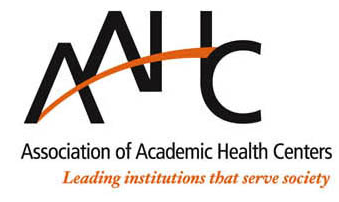 AAHC
Association of Academic Health Centers
Leading institutions that serve society